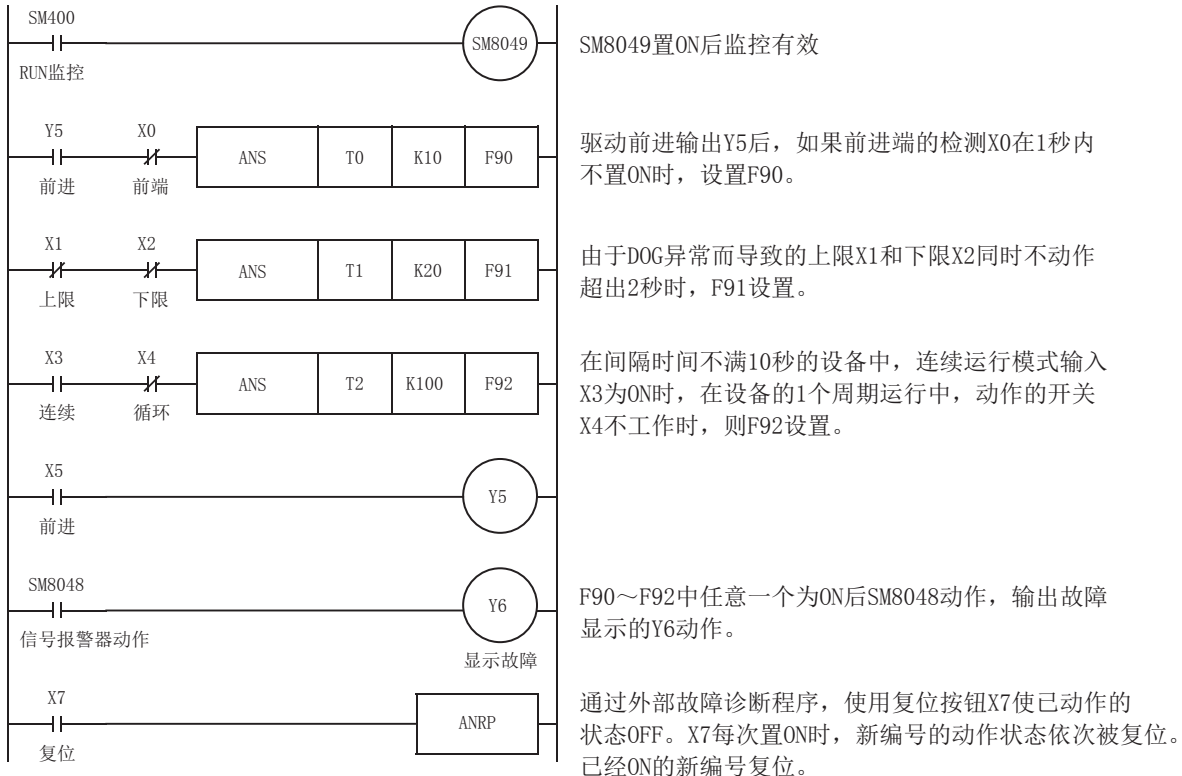 SM400
SM8049
RUN监控
SM8049置ON后监控有效
Y5 X0
ANS T0 K10 F90
前进 前端
驱动前进输出Y5后，如果前进端的检测X0在1秒内
不置ON时，设置F90。
X1 X2
ANS T1 K20 F91
上限 下限
由于DOG异常而导致的上限X1和下限X2同时不动作
超出2秒时，F91设置。
X3 X4
ANS T2 K100 F92
连续 循环
在间隔时间不满10秒的设备中，连续运行模式输入
X3为ON时，在设备的1个周期运行中，动作的开关
X4不工作时，则F92设置。
X5
Y5
前进
SM8048
Y6
信号报警器动作
显示故障
F90～F92中任意一个为ON后SM8048动作，输出故障
显示的Y6动作。
X7
ANRP
复位
通过外部故障诊断程序，使用复位按钮X7使已动作的
状态OFF。X7每次置ON时，新编号的动作状态依次被复位。
已经ON的新编号复位。